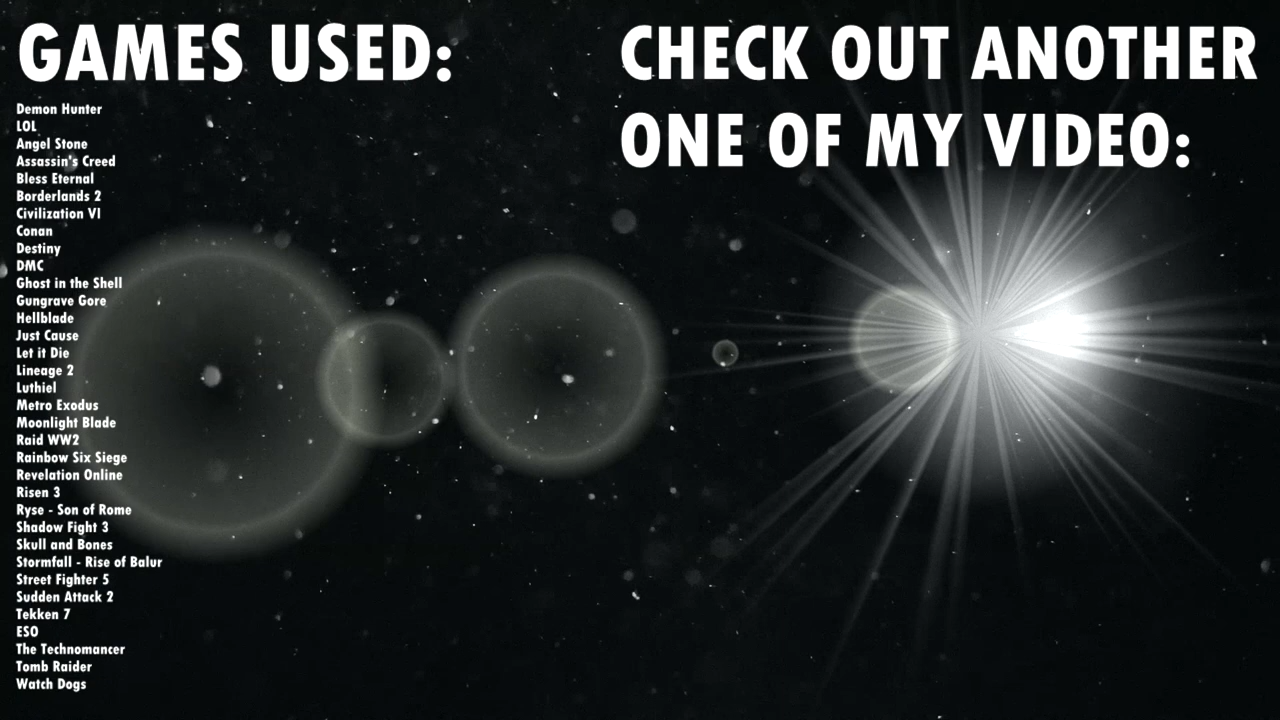 GAMES USED:
Demon Hunter
LOL
Angel Stone
Assassin's Creed
Bless Eternal
Borderlands 2
Civilization VI
Conan
Destiny
DMC
Ghost in the Shell
Gungrave Gore
Hellblade
Just Cause
Let it Die
Lineage 2
Luthiel
Metro Exodus
Moonlight Blade
Raid WW2
Rainbow Six Siege
Revelation Online
Risen 3
Ryse - Son of Rome
Shadow Fight 3
Skull and Bones
Stormfall - Rise of Balur
Street Fighter 5
Sudden Attack 2
Tekken 7
ESO
The Technomancer
Tomb Raider
Watch Dogs
CHECK OUT ANOTHER
ONE OF MY VIDEO: